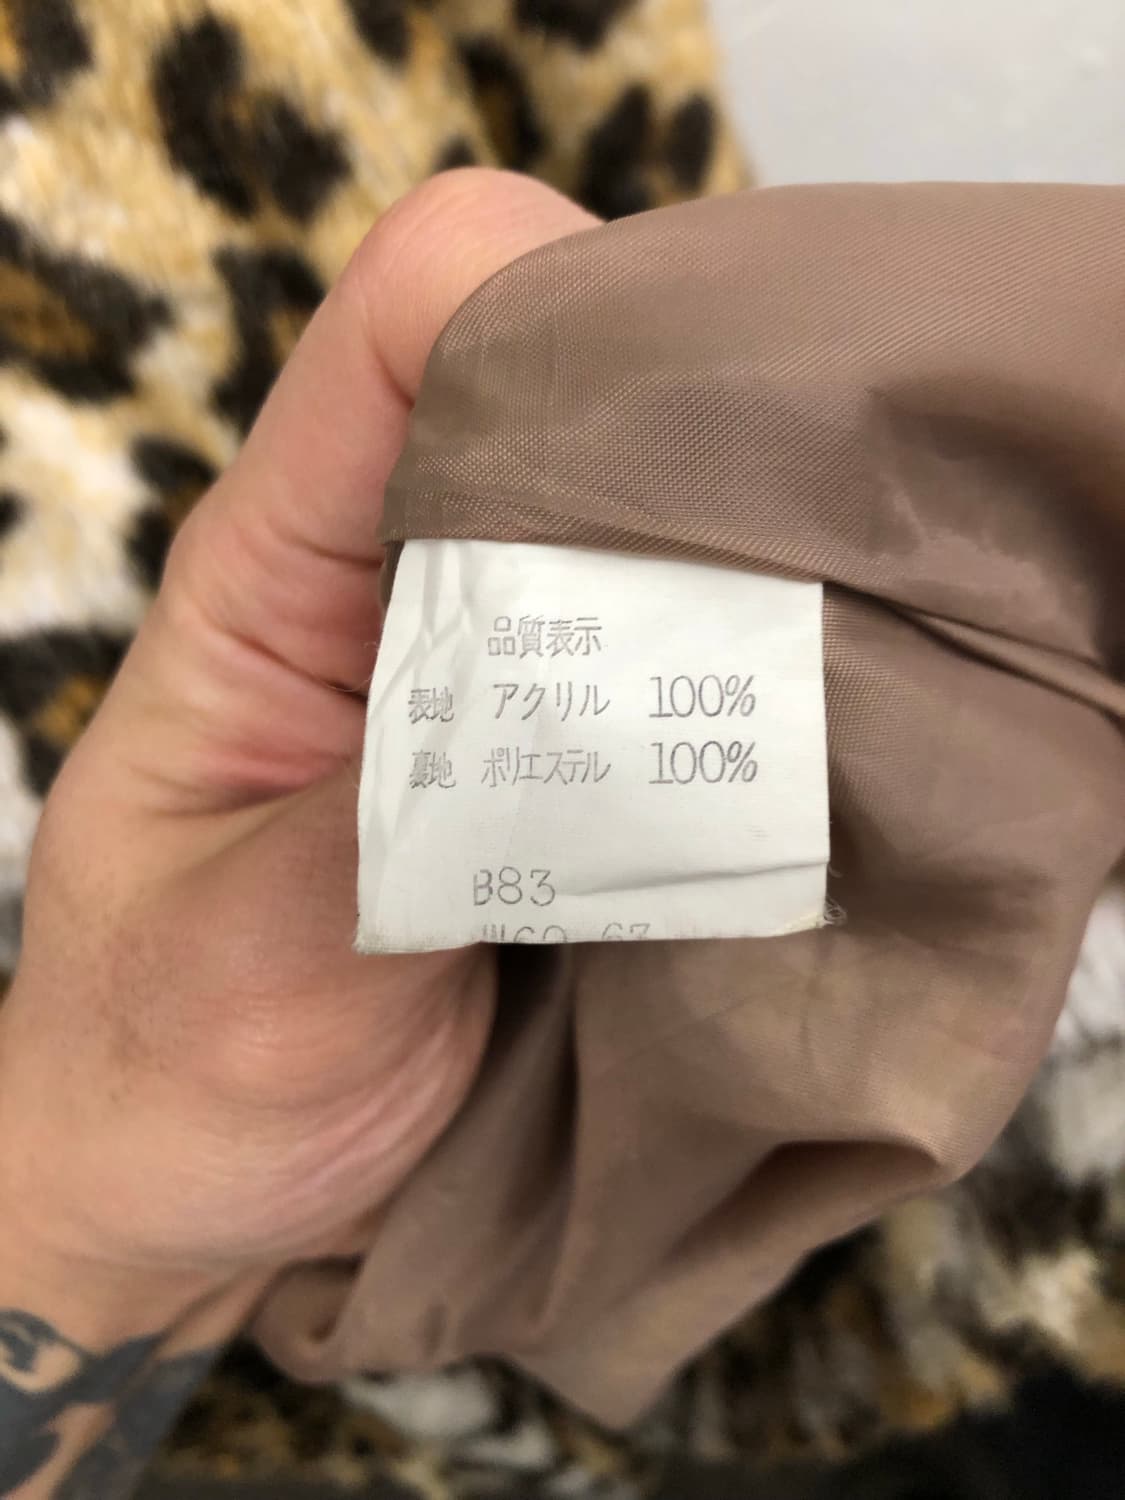 品質表示
表地 アクリル 100%
裏地 ポリエステル 100%
B83